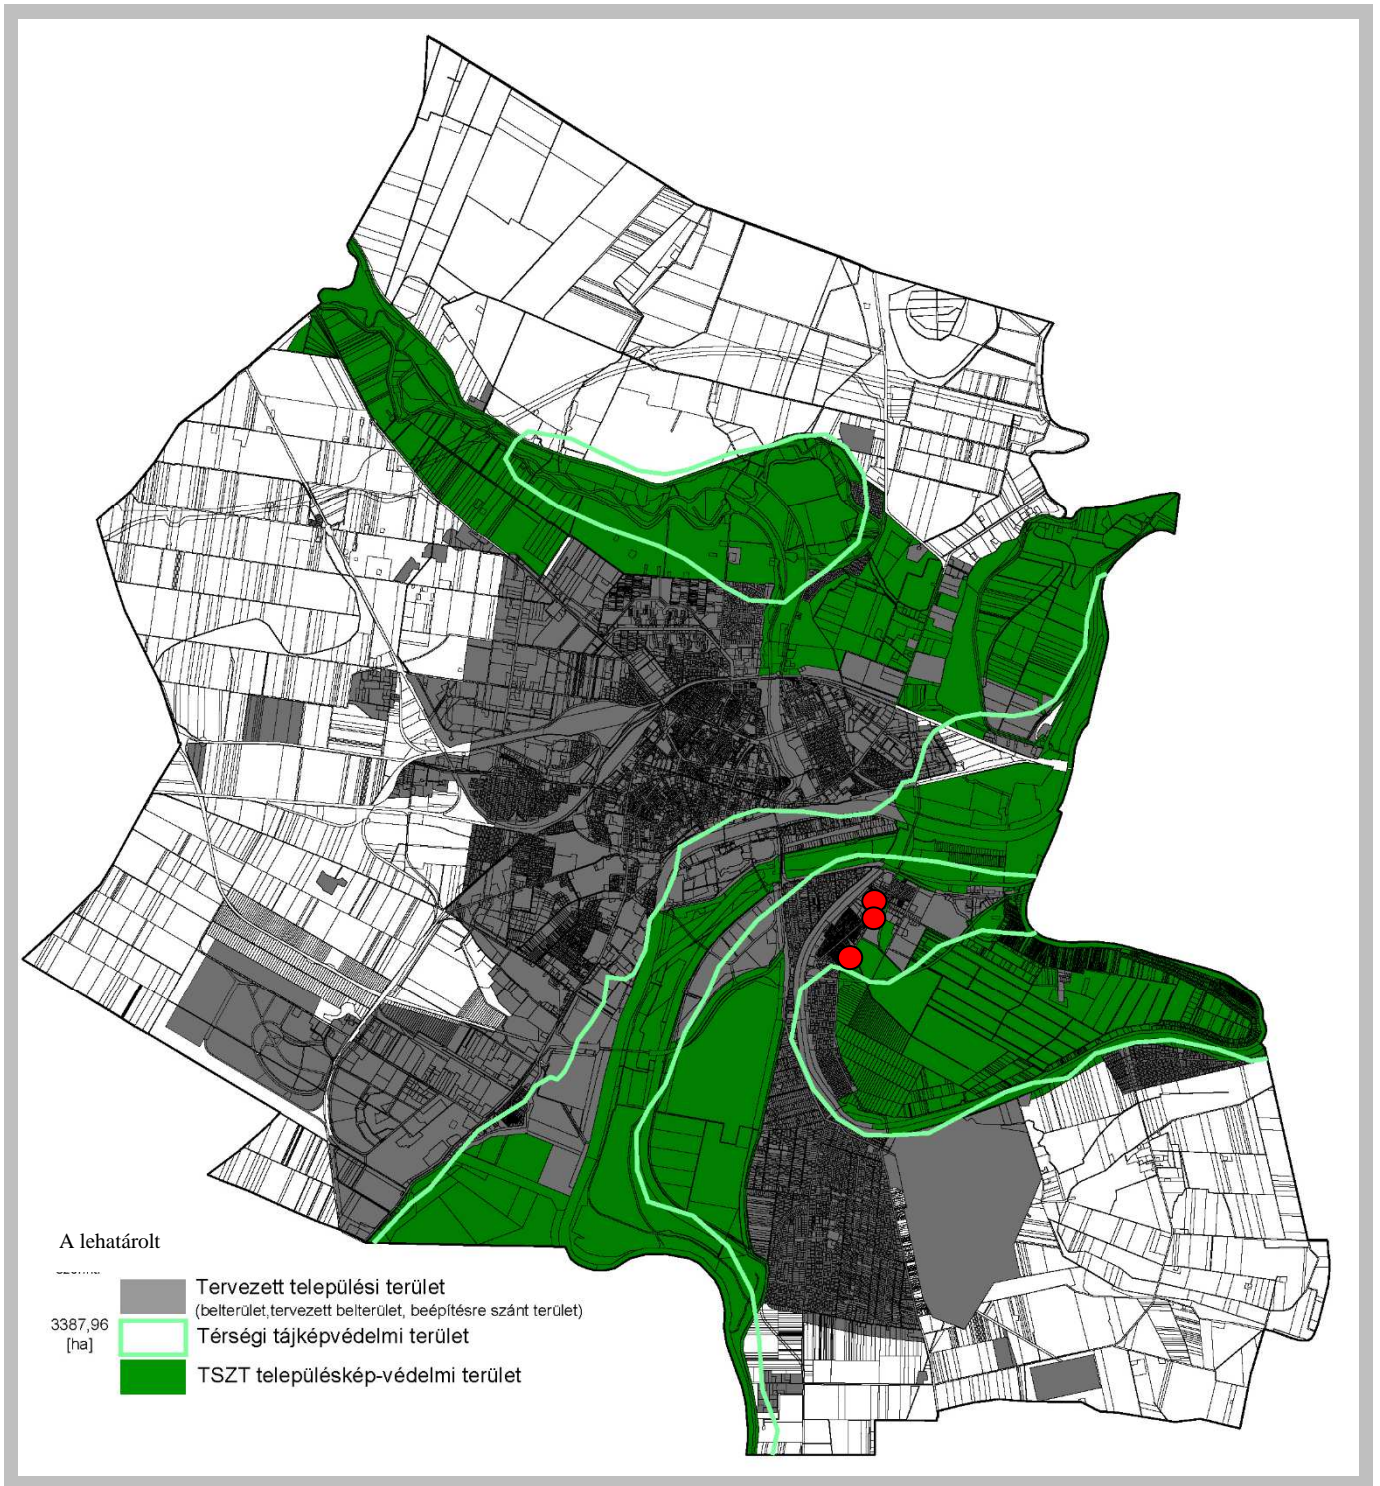 A lehatárolt
Tervezett települési terület
(belterület,tervezett belterület, beépítésre szánt terület)
3387,96
[ha]
Térségi tájképvédelmi terület
TSZT településkép-védelmi terület